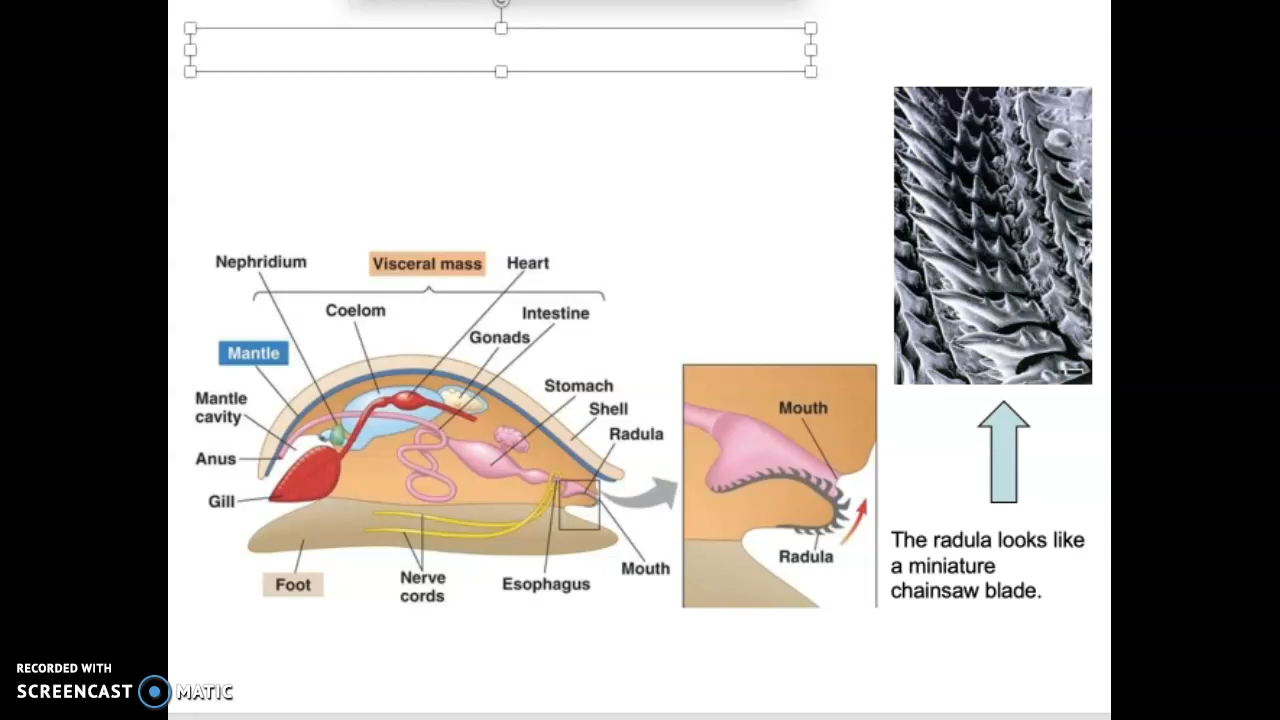 Nephridium
Visceral mass
Heart
Coelom
Intestine
Gonads
Mantle
Stomach
Mantle
cavity
Shell
Radula
Anus
Gill
Foot
Nerve
cords
Esophagus
Mouth
Mouth
Radula
The radula looks like
a miniature
chainsaw blade.
RECORDED WITH
SCREENCAST MATIC